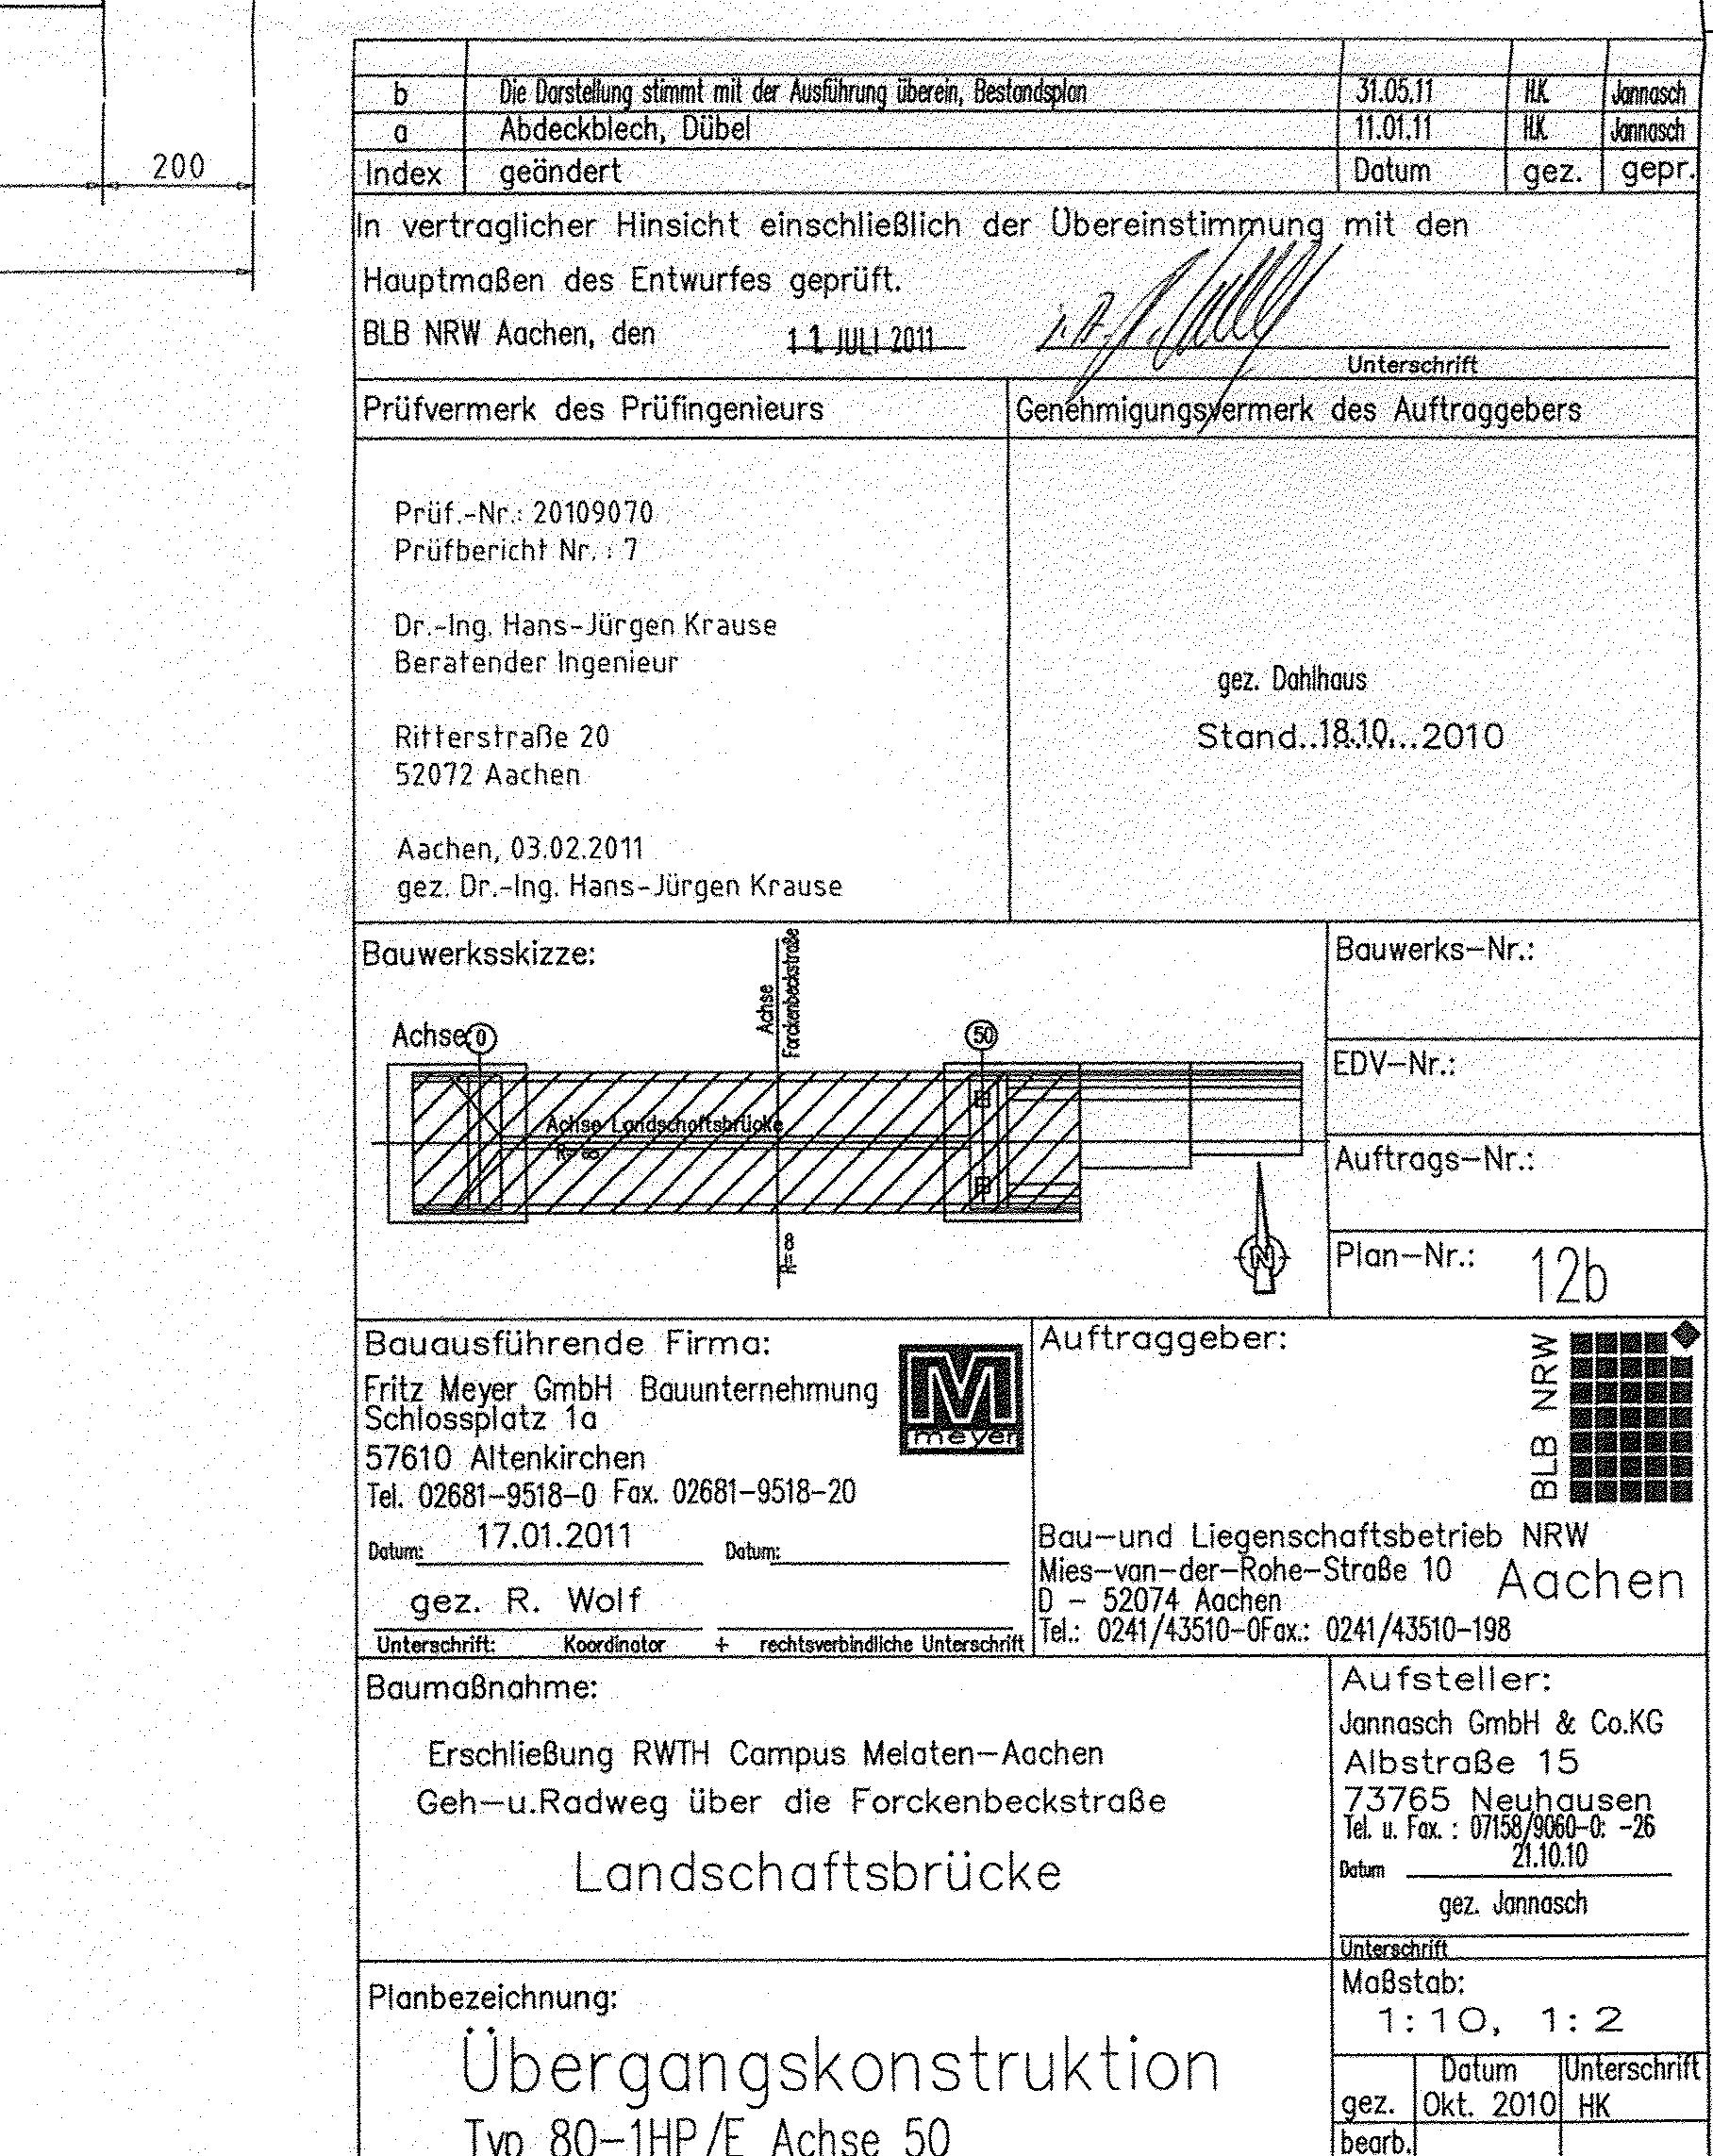 200
b Die Darstellung stimmt mit der Ausführung überein, Bestandsplan 31.05.11 H.K. Jannasch
a Abdeckblech, Dübel 11.01.11 H.K. Jannasch
Index geändert Datum gez. gepr.
In vertraglicher Hinsicht einschließlich der Übereinstimmung mit den
Hauptmaßen des Entwurfes geprüft.
BLB NRW Aachen, den 11. JULI 2011
Unterschrift
Prüfvermerk des Prüfingenieurs
Genehmigungsvermerk des Auftraggebers
Prüf.-Nr.: 20109070
Prüfbericht Nr. : 7
Dr.-Ing. Hans-Jürgen Krause
Beratender Ingenieur
Ritterstraße 20
52072 Aachen
Aachen, 03.02.2011
gez. Dr.-Ing. Hans-Jürgen Krause
gez. Dahlhaus
Stand..18.10....2010
Bauwerksskizze:
Achse
Forckenbeckstraße
Achse: 0
50
Achse Landschaftsbrücke
R= ∞
R= ∞
N
Bauwerks-Nr.:
EDV-Nr.:
Auftrags-Nr.:
Plan-Nr.: 12b
Bauausführende Firma:
Fritz Meyer GmbH Bauunternehmung
Schlossplatz 1a
57610 Altenkirchen
Tel. 02681-9518-0 Fax. 02681-9518-20
M
meyer
Datum: 17.01.2011 Datum:
gez. R. Wolf
Unterschrift: Koordinator + rechtsverbindliche Unterschrift
Auftraggeber:
BLB NRW
Bau-und Liegenschaftsbetrieb NRW
Mies-van-der-Rohe-Straße 10
Aachen
D - 52074 Aachen
Tel.: 0241/43510-0Fax.: 0241/43510-198
Baumaßnahme:
Erschließung RWTH Campus Melaten-Aachen
Geh-u.Radweg über die Forckenbeckstraße
Landschaftsbrücke
Aufsteller:
Jannasch GmbH & Co.KG
Albstraße 15
73765 Neuhausen
Tel. u. Fax. : 07158/9060-0: -26
Datum 21.10.10
gez. Jannasch
Unterschrift
Planbezeichnung:
Übergangskonstruktion
Typ 80-1HP/E Achse 50
Maßstab:
1:10, 1:2
Datum Unterschrift
gez. Okt. 2010 HK
bearb.